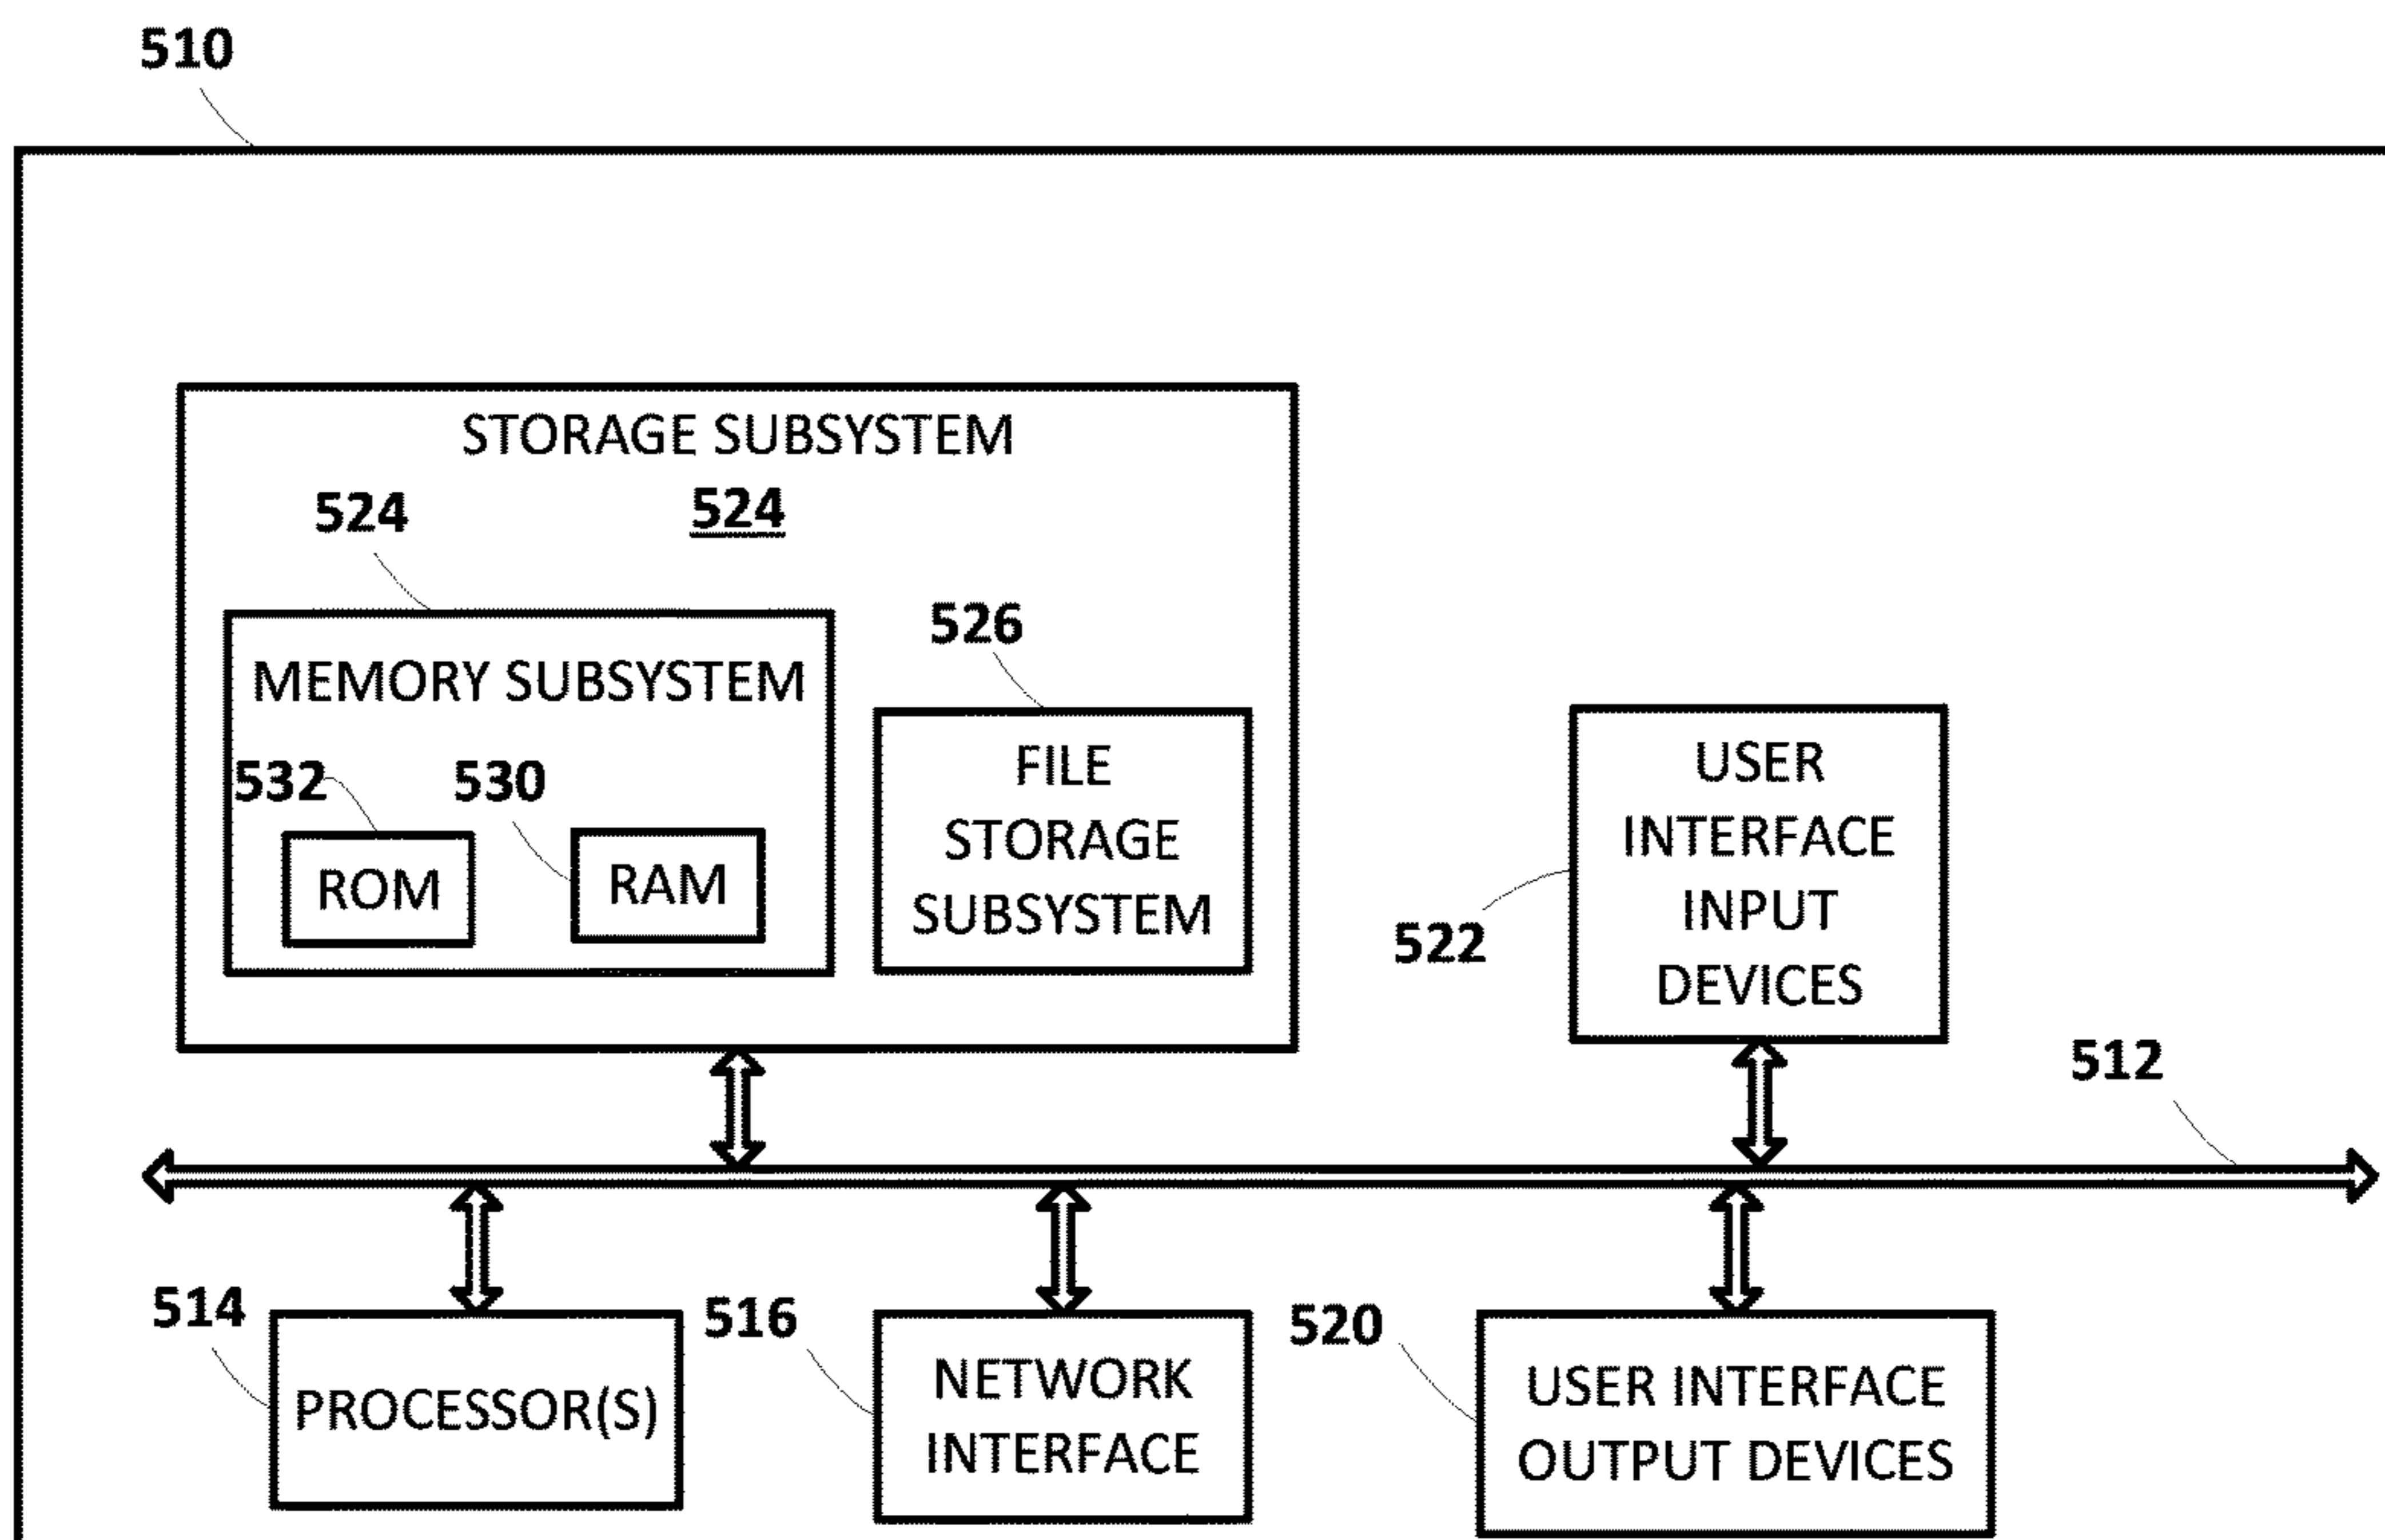 510
STORAGE SUBSYSTEM
524
524
526
MEMORY SUBSYSTEM
532
530
ROM
RAM
FILE
STORAGE
SUBSYSTEM
USER
INTERFACE
INPUT
DEVICES
522
512
514
PROCESSOR(S)
516
NETWORK
INTERFACE
520
USER INTERFACE
OUTPUT DEVICES